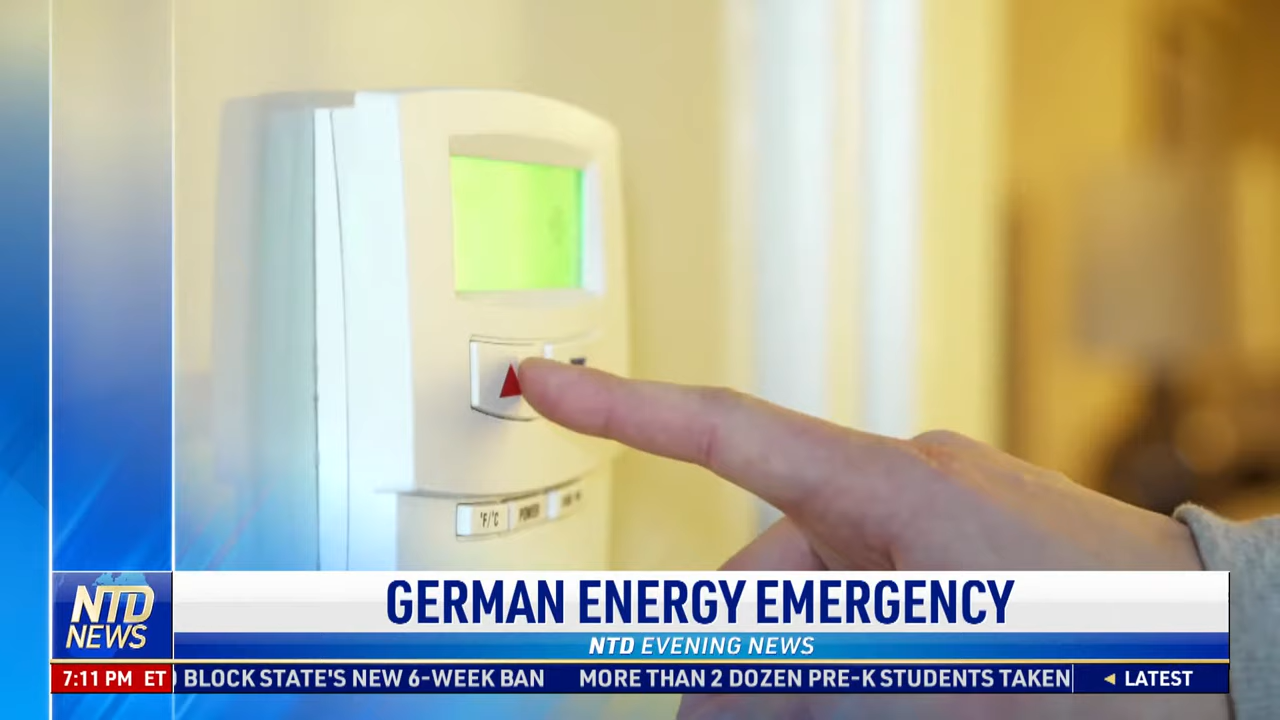 °F/°C
POWER
GERMAN ENERGY EMERGENCY
NTD EVENING NEWS
NTD
NEWS
7:11 PM ET
BLOCK STATE'S NEW 6-WEEK BAN MORE THAN 2 DOZEN PRE-K STUDENTS TAKEN
LATEST